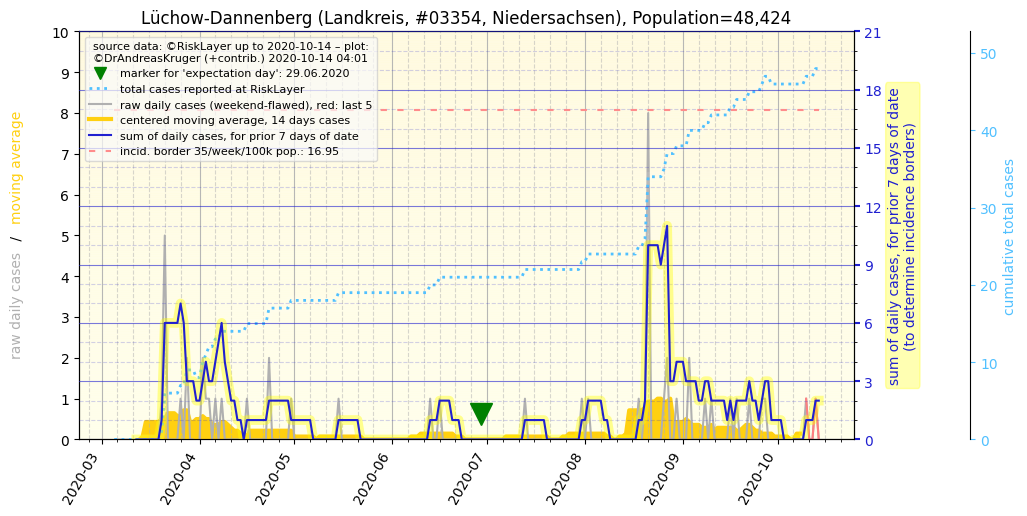 Lüchow-Dannenberg (Landkreis, #03354, Niedersachsen), Population=48,424
source data: ©RiskLayer up to 2020-10-14 – plot:
©DrAndreasKruger (+contrib.) 2020-10-14 04:01
marker for 'expectation day': 29.06.2020
total cases reported at RiskLayer
raw daily cases (weekend-flawed), red: last 5
centered moving average, 14 days cases
sum of daily cases, for prior 7 days of date
incid. border 35/week/100k pop.: 16.95
raw daily cases / moving average
10
9
8
7
6
5
4
3
2
1
0
2020-03
2020-04
2020-05
2020-06
2020-07
2020-08
2020-09
2020-10
21
18
15
12
9
6
3
0
sum of daily cases, for prior 7 days of date
(to determine incidence borders)
50
40
30
20
10
0
cumulative total cases